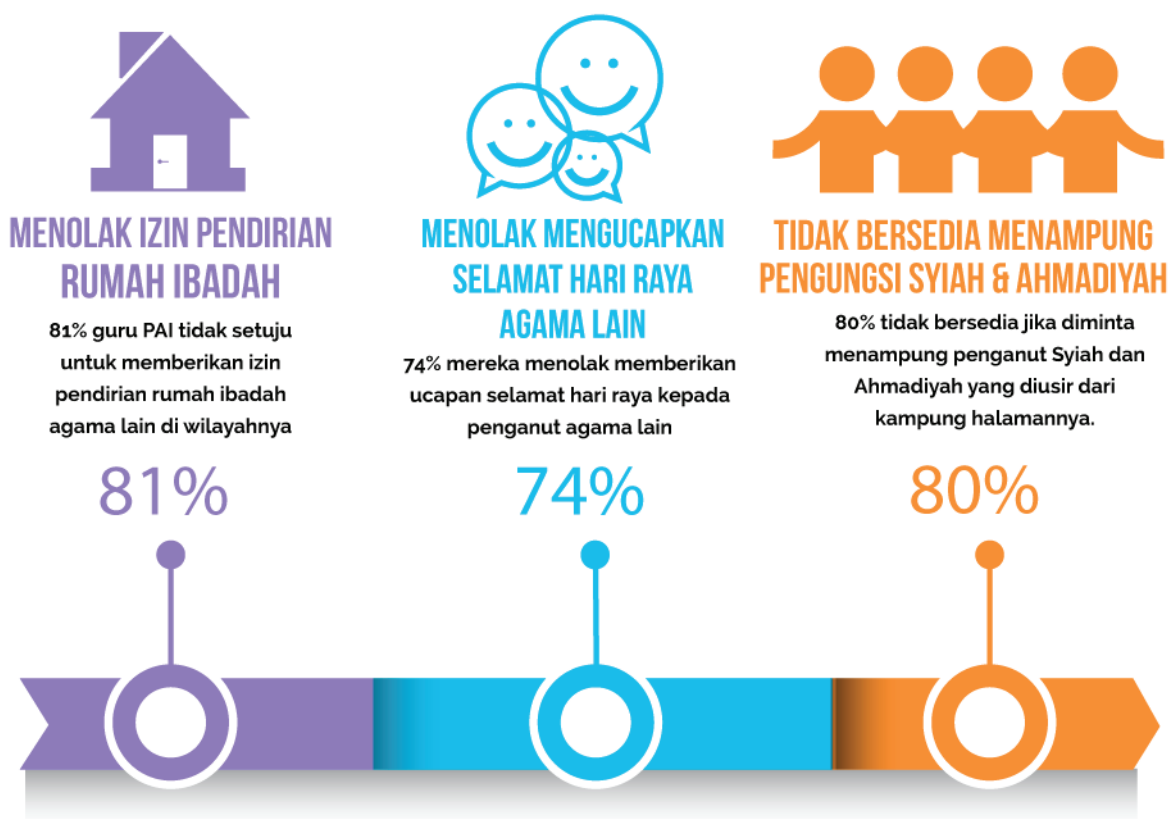 MENOLAK IZIN PENDIRIAN
RUMAH IBADAH
81% guru PAI tidak setuju
untuk memberikan izin
pendirian rumah ibadah
agama lain di wilayahnya
81%
MENOLAK MENGUCAPKAN
SELAMAT HARI RAYA
AGAMA LAIN
74% mereka menolak memberikan
ucapan selamat hari raya kepada
penganut agama lain
74%
TIDAK BERSEDIA MENAMPUNG
PENGUNGSI SYIAH & AHMADIYAH
80% tidak bersedia jika diminta
menampung penganut Syiah dan
Ahmadiyah yang diusir dari
kampung halamannya.
80%